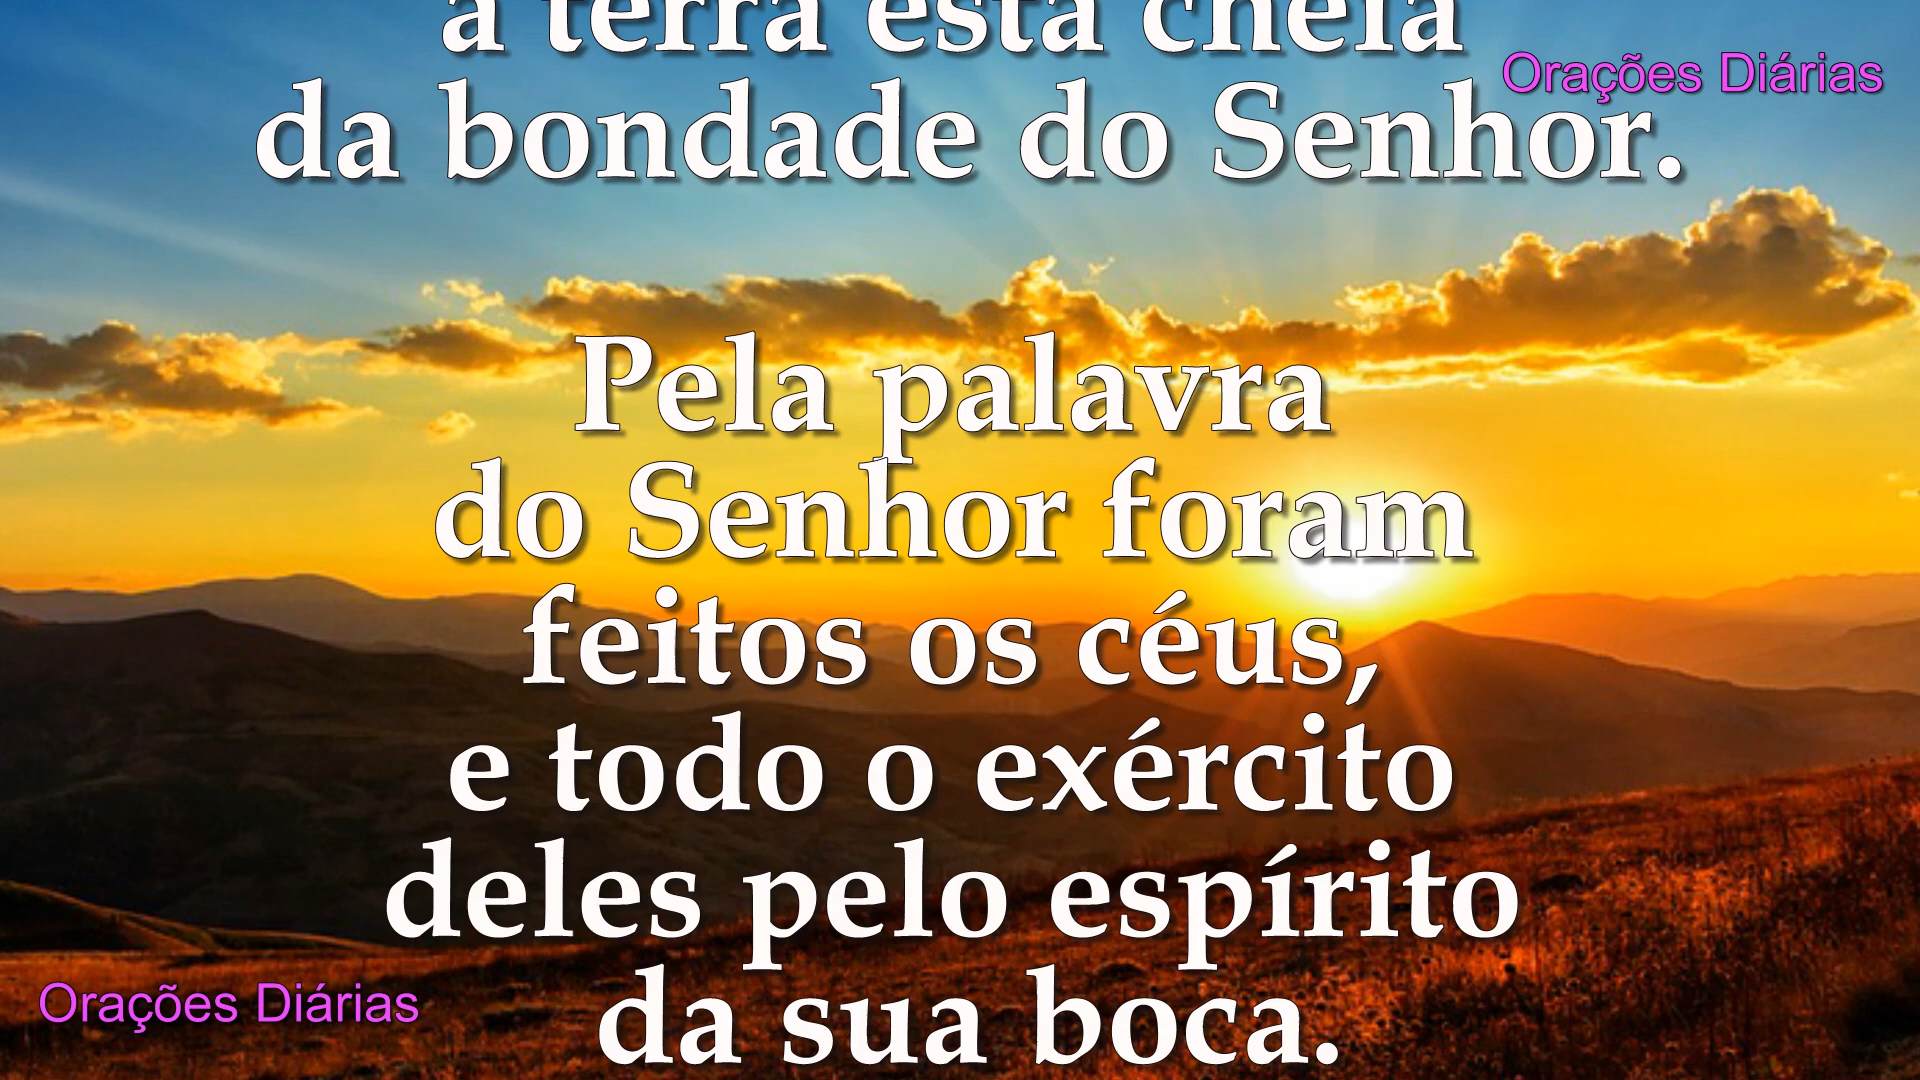 a terra está cheia
Orações Diárias
da bondade do Senhor.
Pela palavra
do Senhor foram
feitos os céus,
e todo o exército
deles pelo espírito
da sua boca.
Orações Diárias